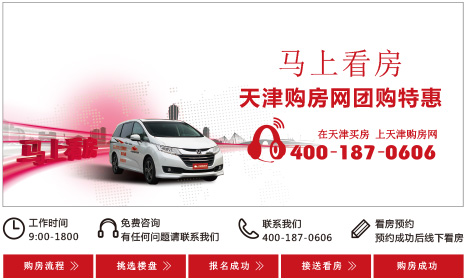 马上看房
天津购房网团购特惠
在天津买房 上天津购房网
400-187-0606
马上看房
工作时间
9:00-1800
免费咨询
有任何问题请联系我们
联系我们
400-187-0606
看房预约
预约成功后线下看房
购房流程
挑选楼盘
报名成功
接送看房
购房成功